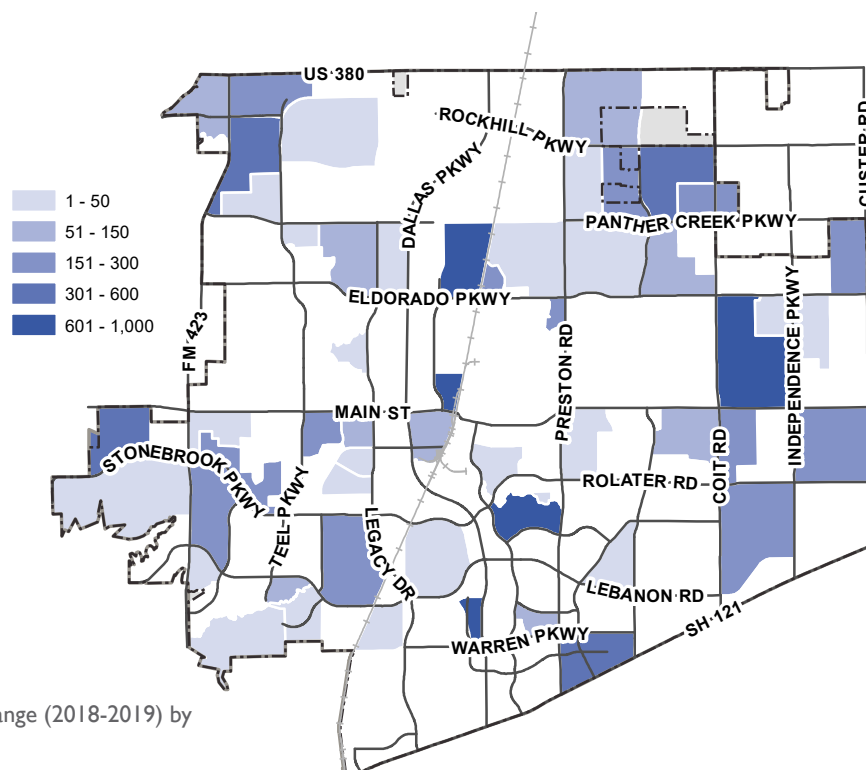 US 380
ROCKHILL PKWY
CUSTER RD
DALLAS PKWY
1 - 50
51 - 150
151 - 300
301 - 600
601 - 1,000
PANTHER CREEK PKWY
ELDORADO PKWY
FM 423
PRESTON RD
INDEPENDENCE PKWY
MAIN ST
STONEBROOK PKWY
TEEL PKWY
LEGACY DR
ROLATER RD
COIT RD
LEBANON RD
SH 121
WARREN PKWY
ange (2018-2019) by